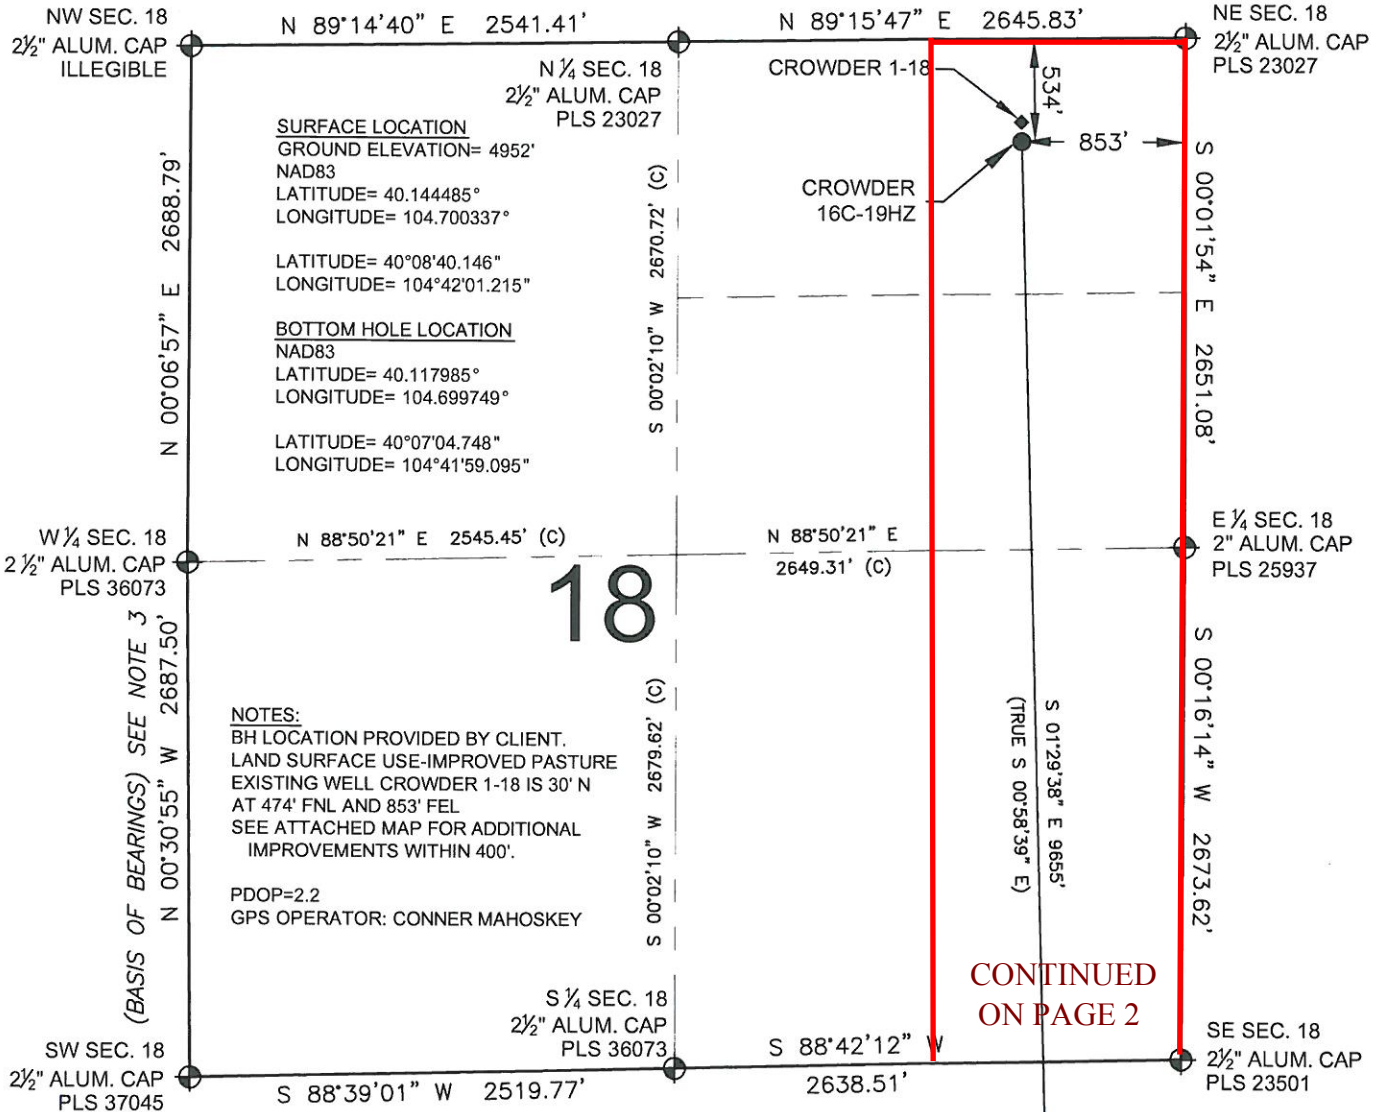 NW SEC. 18
2½" ALUM. CAP
ILLEGIBLE
N 89°14'40" E 2541.41'
N ¼ SEC. 18
2½" ALUM. CAP
PLS 23027
N 89°15'47" E 2645.83'
NE SEC. 18
2½" ALUM. CAP
PLS 23027
CROWDER 1-18
534'
853'
CROWDER
16C-19HZ
SURFACE LOCATION
GROUND ELEVATION= 4952'
NAD83
LATITUDE= 40.144485°
LONGITUDE= 104.700337°
LATITUDE= 40°08'40.146"
LONGITUDE= 104°42'01.215"
BOTTOM HOLE LOCATION
NAD83
LATITUDE= 40.117985°
LONGITUDE= 104.699749°
LATITUDE= 40°07'04.748"
LONGITUDE= 104°41'59.095"
N 00°06'57" E 2688.79'
S 00°02'10" W 2670.72' (C)
S 00°01'54" E 2651.08'
W ¼ SEC. 18
2 ½" ALUM. CAP
PLS 36073
N 88°50'21" E 2545.45' (C)
N 88°50'21" E
2649.31' (C)
E ¼ SEC. 18
2" ALUM. CAP
PLS 25937
18
(BASIS OF BEARINGS) SEE NOTE 3
N 00°30'55" W 2687.50'
NOTES:
BH LOCATION PROVIDED BY CLIENT.
LAND SURFACE USE-IMPROVED PASTURE
EXISTING WELL CROWDER 1-18 IS 30' N
AT 474' FNL AND 853' FEL
SEE ATTACHED MAP FOR ADDITIONAL
IMPROVEMENTS WITHIN 400'.
PDOP=2.2
GPS OPERATOR: CONNER MAHOSKEY
S 00°02'10" W 2679.62' (C)
S 01°29'38" E 9655'
(TRUE S 00°58'39" E)
S 00°16'14" W 2673.62'
CONTINUED
ON PAGE 2
SW SEC. 18
2½" ALUM. CAP
PLS 37045
S 88°39'01" W 2519.77'
S ¼ SEC. 18
2½" ALUM. CAP
PLS 36073
S 88°42'12" W
2638.51'
SE SEC. 18
2½" ALUM. CAP
PLS 23501